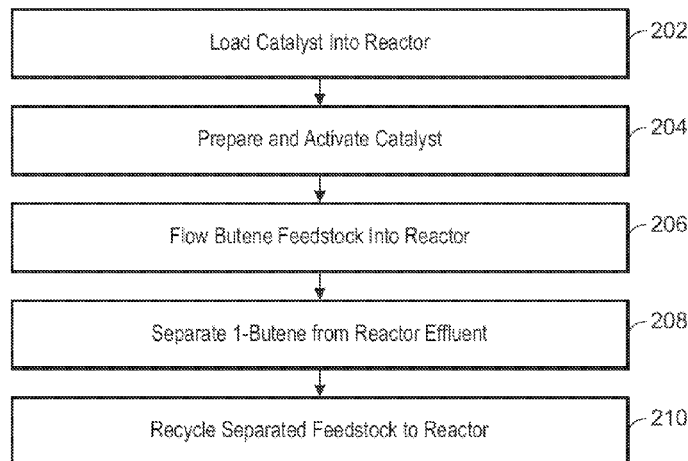 Load Catalyst Into Reactor
202
Prepare and Activate Catalyst
204
Flow Butene Feedstock Into Reactor
206
Separate 1-Butene from Reactor Effluent
208
Recycle Separated Feedstock to Reactor
210